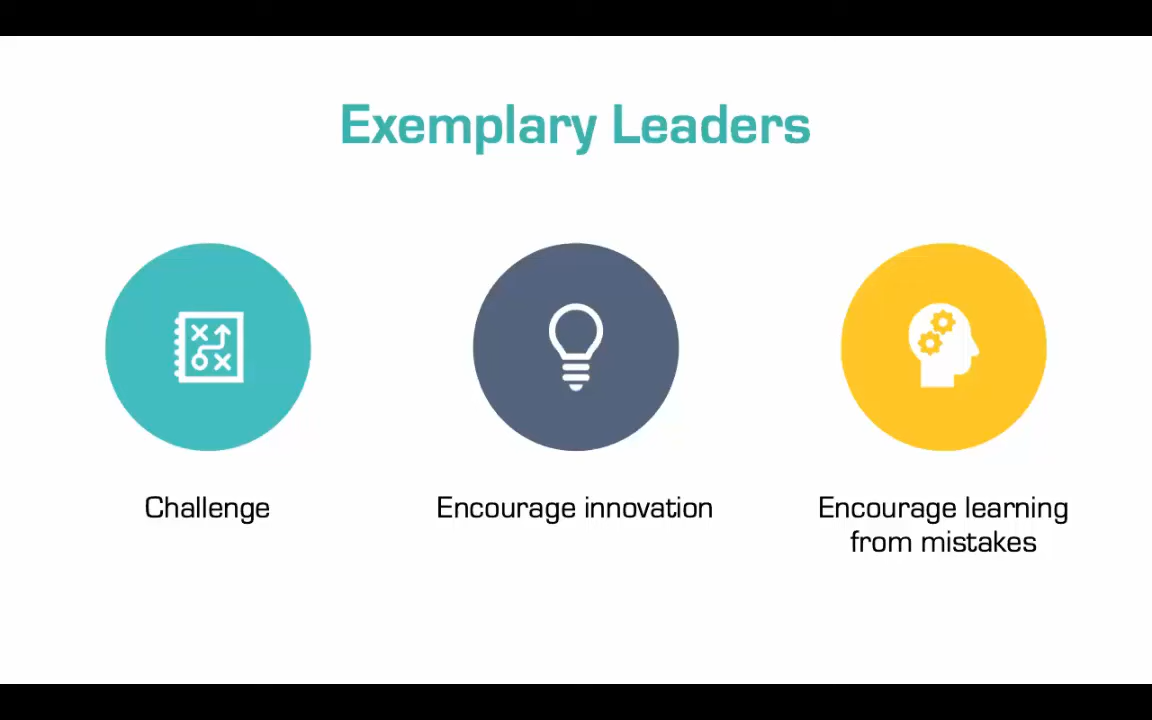 Exemplary Leaders
Challenge
Encourage innovation
Encourage learning
from mistakes